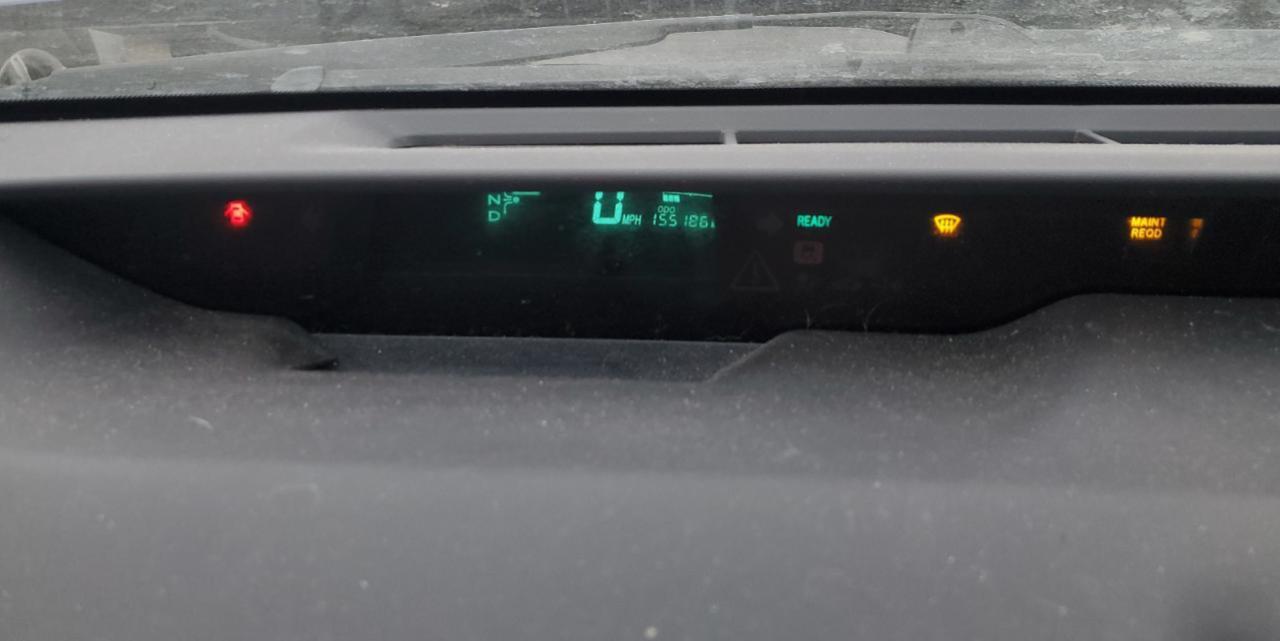 N
D
0 MPH
ODO
155186
READY
MAINT
REQD